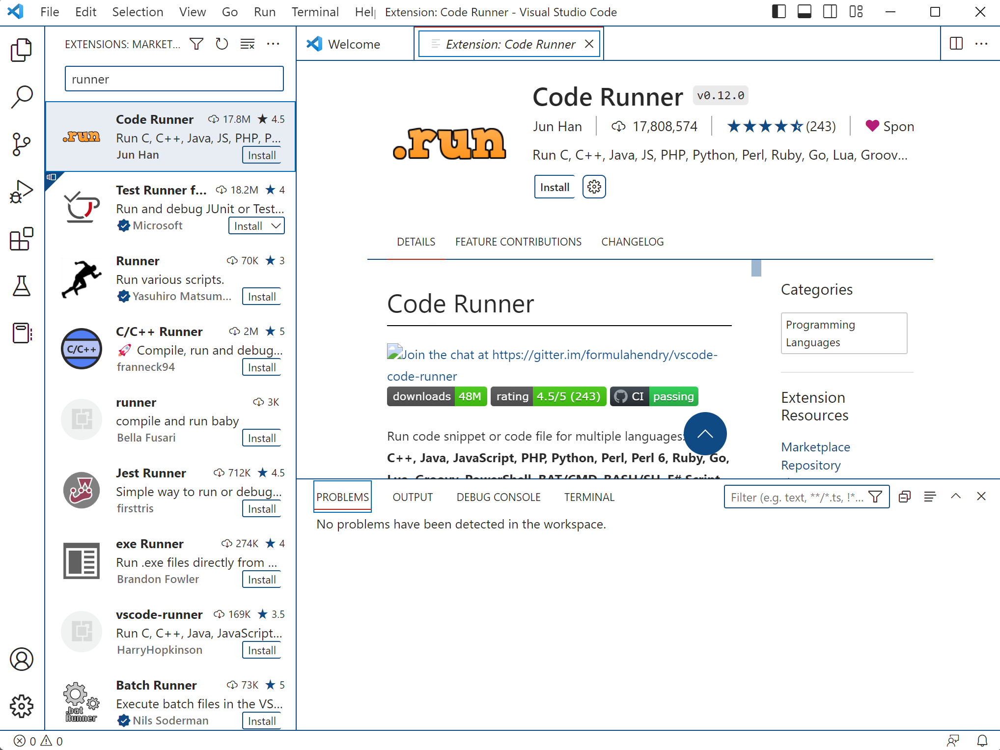 File Edit Selection View Go Run Terminal Hel
Extension: Code Runner - Visual Studio Code
EXTENSIONS: MARKET...
runner
Code Runner 17.8M 4.5
Run C, C++, Java, JS, PHP, P...
Jun Han Install
.run
Test Runner f... 18.2M 4
Run and debug JUnit or Test...
Microsoft Install
Runner 70K 3
Run various scripts.
Yasuhiro Matsum... Install
C/C++
C/C++ Runner 2M 5
🚀 Compile, run and debug...
franneck94 Install
runner 3K
compile and run baby
Bella Fusari Install
Jest Runner 712K 4.5
Simple way to run or debug...
firsttris Install
exe Runner 274K 4
Run .exe files directly from ...
Brandon Fowler Install
vscode-runner 169K 3.5
Run C, C++, Java, JavaScript...
HarryHopkinson Install
.bat
Runner
Batch Runner 73K 5
Execute batch files in the VS...
Nils Soderman Install
Welcome
Extension: Code Runner
.run
Code Runner v0.12.0
Jun Han 17,808,574 (243) Spon
Run C, C++, Java, JS, PHP, Python, Perl, Ruby, Go, Lua, Groov...
Install
DETAILS FEATURE CONTRIBUTIONS CHANGELOG
Code Runner
Join the chat at https://gitter.im/formulahendry/vscode-
code-runner
downloads 48M rating 4.5/5 (243) CI passing
Run code snippet or code file for multiple languages:
C++, Java, JavaScript, PHP, Python, Perl, Perl 6, Ruby, Go,
Lua, Groovy, PowerShell, BAT/CMD, BASH/SH, F# Script,
Categories
Programming
Languages
Extension
Resources
Marketplace
Repository
PROBLEMS OUTPUT DEBUG CONSOLE TERMINAL
Filter (e.g. text, **/*.ts, !*...
No problems have been detected in the workspace.
0 0